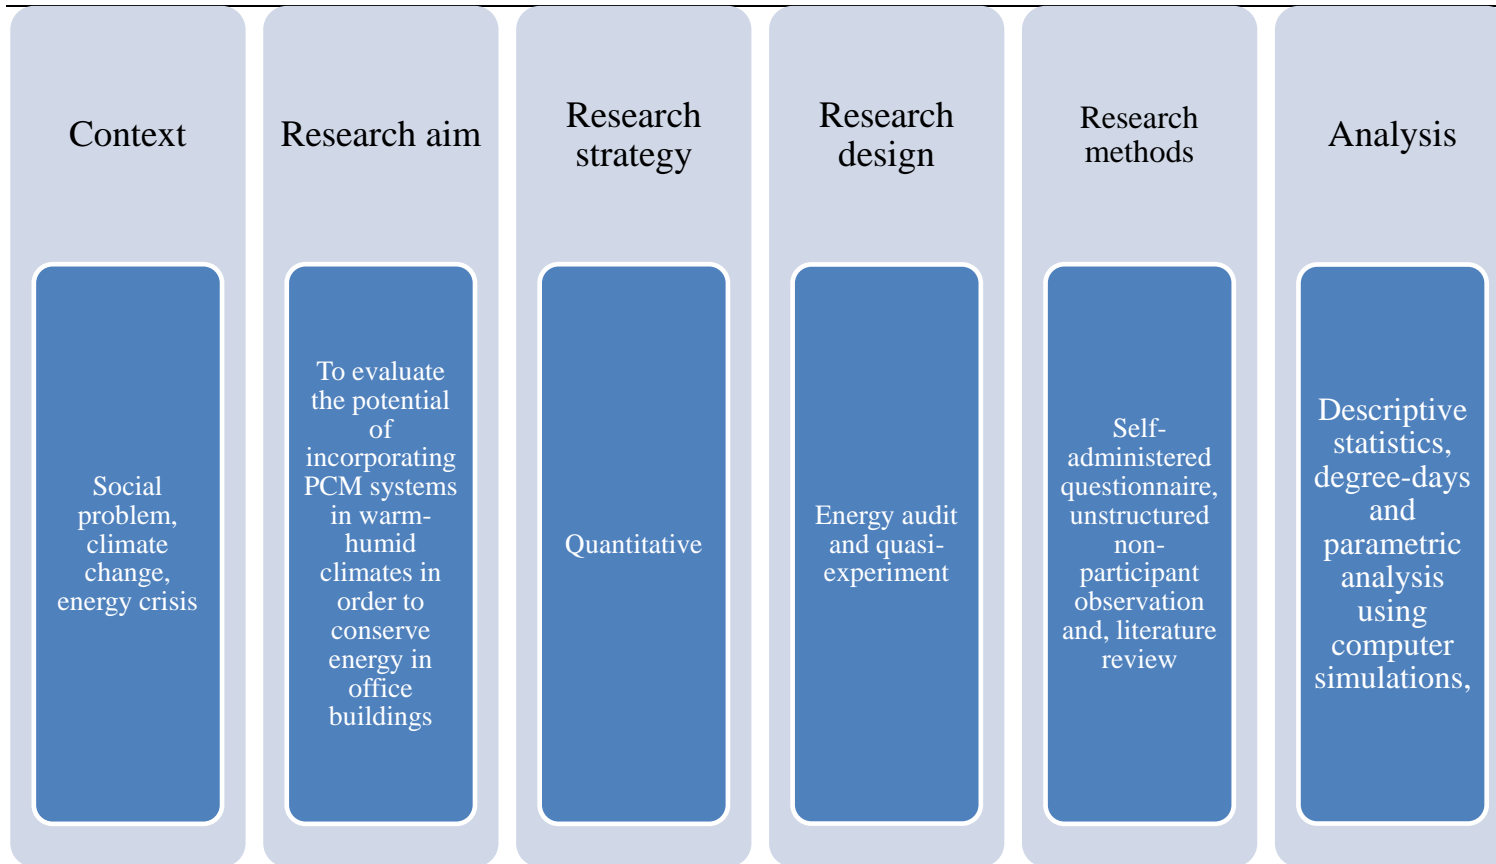 Context
Social
problem,
climate
change,
energy crisis
Research aim
To evaluate
the potential
of
incorporating
PCM systems
in warm-
humid
climates in
order to
conserve
energy in
office
buildings
Research
strategy
Quantitative
Research
design
Energy audit
and quasi-
experiment
Research
methods
Self-
administered
questionnaire,
unstructured
non-
participant
observation
and, literature
review
Analysis
Descriptive
statistics,
degree-days
and
parametric
analysis
using
computer
simulations,